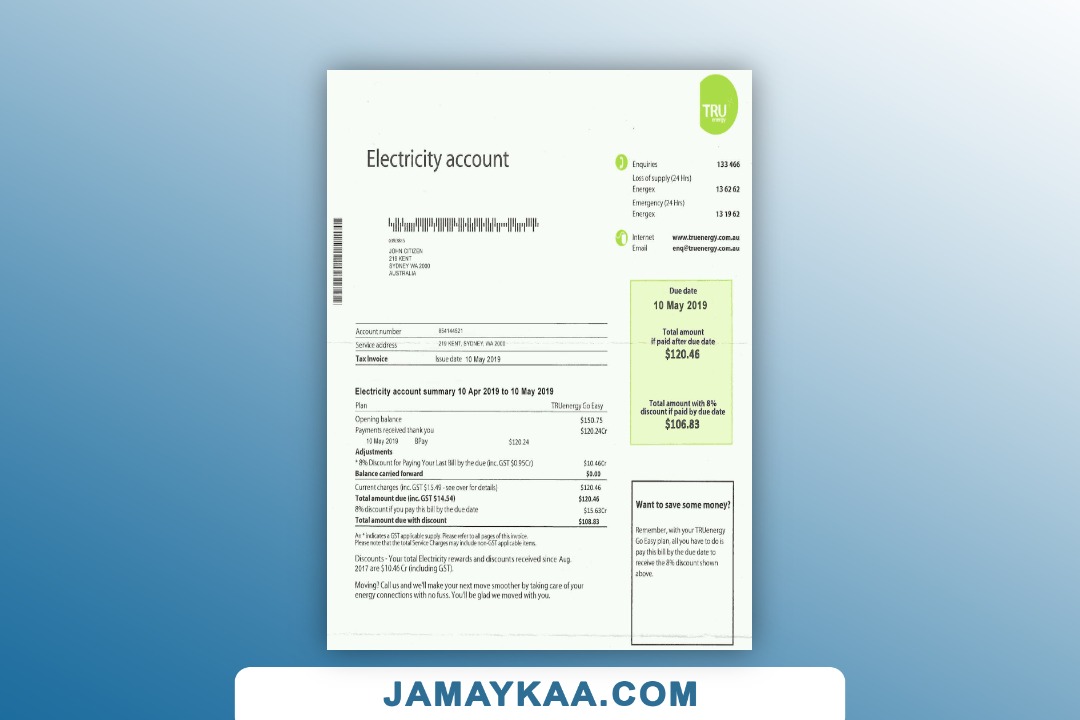 TRU
energy
Electricity account
Enquiries 133 466
Loss of supply (24 Hrs)
Energex 13 62 62
Emergency (24 Hrs)
Energex 13 19 62
Internet www.truenergy.com.au
Email enq@truenergy.com.au
JOHN CITIZEN
219 KENT
SYDNEY WA 2000
AUSTRALIA
Due date
10 May 2019
Total amount
if paid after due date
$120.46
Total amount with 8%
discount if paid by due date
$106.83
Account number 854144521
Service address 219 KENT, SYDNEY, WA 2000
Tax Invoice Issue date 10 May 2019
Electricity account summary 10 Apr 2019 to 10 May 2019
Plan TRUenergy Go Easy
Opening balance $150.75
Payments received thank you $120.24Cr
10 May 2019 BPay $120.24
Adjustments
* 8% Discount for Paying Your Last Bill by the due (inc. GST $0.95Cr) $10.46Cr
Balance carried forward $0.00
Current charges (inc. GST $15.49 - see over for details) $120.46
Total amount due (inc. GST $14.54) $120.46
8% discount if you pay this bill by the due date $15.63Cr
Total amount due with discount $108.83
An * indicates a GST applicable supply. Please refer to all pages of this invoice.
Please note that the total Service Charges may include non-GST applicable items.
Discounts - Your total Electricity rewards and discounts received since Aug.
2017 are $10.46 Cr (including GST).
Moving? Call us and we'll make your next move smoother by taking care of your
energy connections with no fuss. You'll be glad we moved with you.
Want to save some money?
Remember, with your TRUenergy
Go Easy plan, all you have to do is
pay this bill by the due date to
receive the 8% discount shown
above.
JAMAYKAA.COM